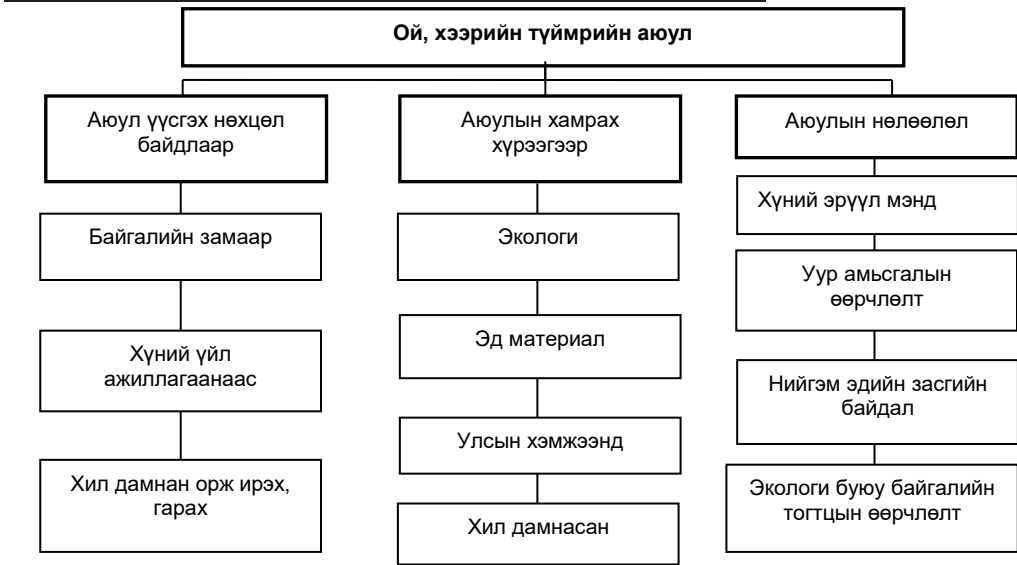 Ой, хээрийн түймрийн аюул
Аюул үүсгэх нөхцөл
байдлаар
Байгалийн замаар
Хүний үйл
ажиллагаанаас
Хил дамнан орж ирэх,
гарах
Аюулын хамрах
хүрээгээр
Экологи
Эд материал
Улсын хэмжээнд
Хил дамнасан
Аюулын нөлөөлөл
Хүний эрүүл мэнд
Уур амьсгалын
өөрчлөлт
Нийгэм эдийн засгийн
байдал
Экологи буюу байгалийн
тогтцын өөрчлөлт